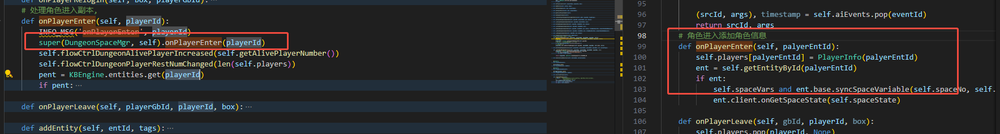 def onPlayerRelogin(self, box, playerGbId):…
# 处理角色进入副本,
def onPlayerEnter(self, playerId):
INFO_MSG('onPlayerEnter', playerId)
super(DungeonSpaceMgr, self).onPlayerEnter(playerId)
self.flowCtrlDungeonAlivePlayerIncreased(self.getAlivePlayerNumber())
self.flowCtrlDungeonPlayerRestNumChanged(len(self.players))
pent = KBEngine.entities.get(playerId)
if pent:…
def onPlayerLeave(self, playerGbId, playerId, box):…
def addEntity(self, entId, tags):…
95
96 (srcId, args), timestamp = self.aiEvents.pop(eventId)
97 return srcId, args
98 # 角色进入添加角色信息
99 def onPlayerEnter(self, palyerEntId):
100 self.players[palyerEntId] = PlayerInfo(palyerEntId)
101 ent = self.getEntityById(palyerEntId)
102 if ent:
103 self.spaceVars and ent.base.syncSpaceVariable(self.spaceNo, self.
104 ent.client.onGetSpaceState(self.spaceState)
105
106 def onPlayerLeave(self, gbId, playerId, box):
107 self.players.pop(playerId, None)